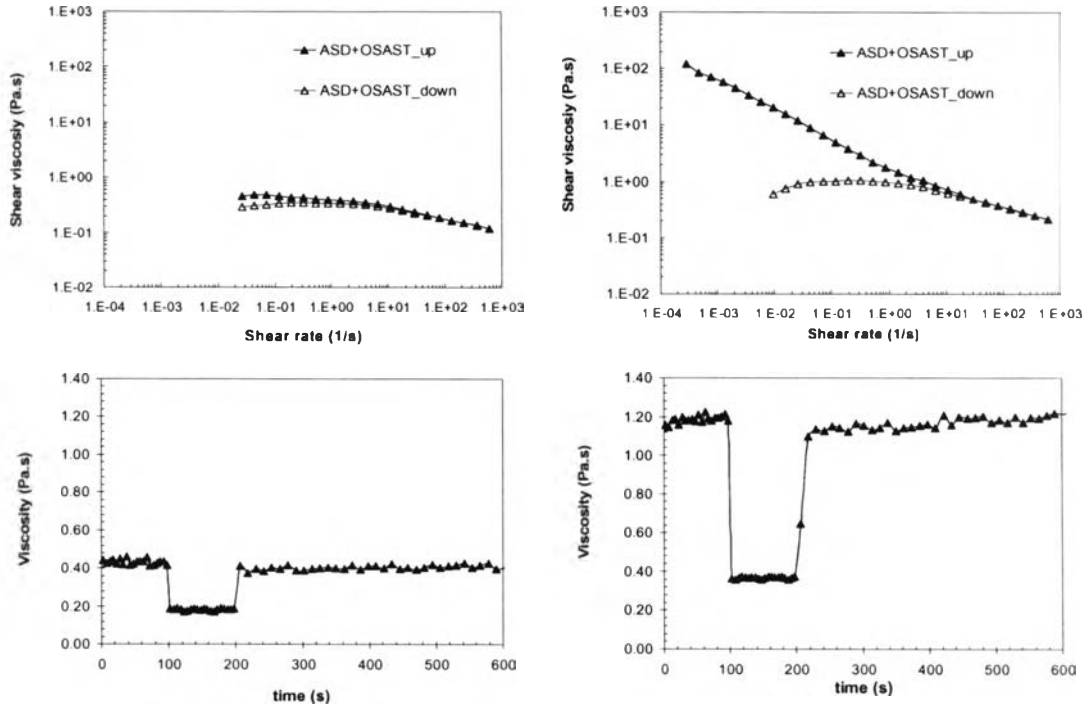 1.E+03
1.E+02
1.E+01
1.E+00
1.E-01
1.E-02
Shear viscosiy (Pa.s)
ASD+OSAST_up
ASD+OSAST_down
1.E-04 1.E-03 1.E-02 1.E-01 1.E+00 1.E+01 1.E+02 1.E+03
Shear rate (1/s)
1.E+03
1.E+02
1.E+01
1.E+00
1.E-01
1.E-02
Shear viscosity (Pa.s)
ASD+OSAST_up
ASD+OSAST_down
1 E-04 1 E-03 1 E-02 1 E-01 1 E+00 1.E+01 1.E+02 1.E+03
Shear rate (1/s)
1.40
1.20
1.00
0.80
0.60
0.40
0.20
0.00
Viscosity (Pa.s)
0 100 200 300 400 500 600
time (s)
1.40
1.20
1.00
0.80
0.60
0.40
0.20
0.00
Viscosity (Pa.s)
0 100 200 300 400 500 600
time (s)